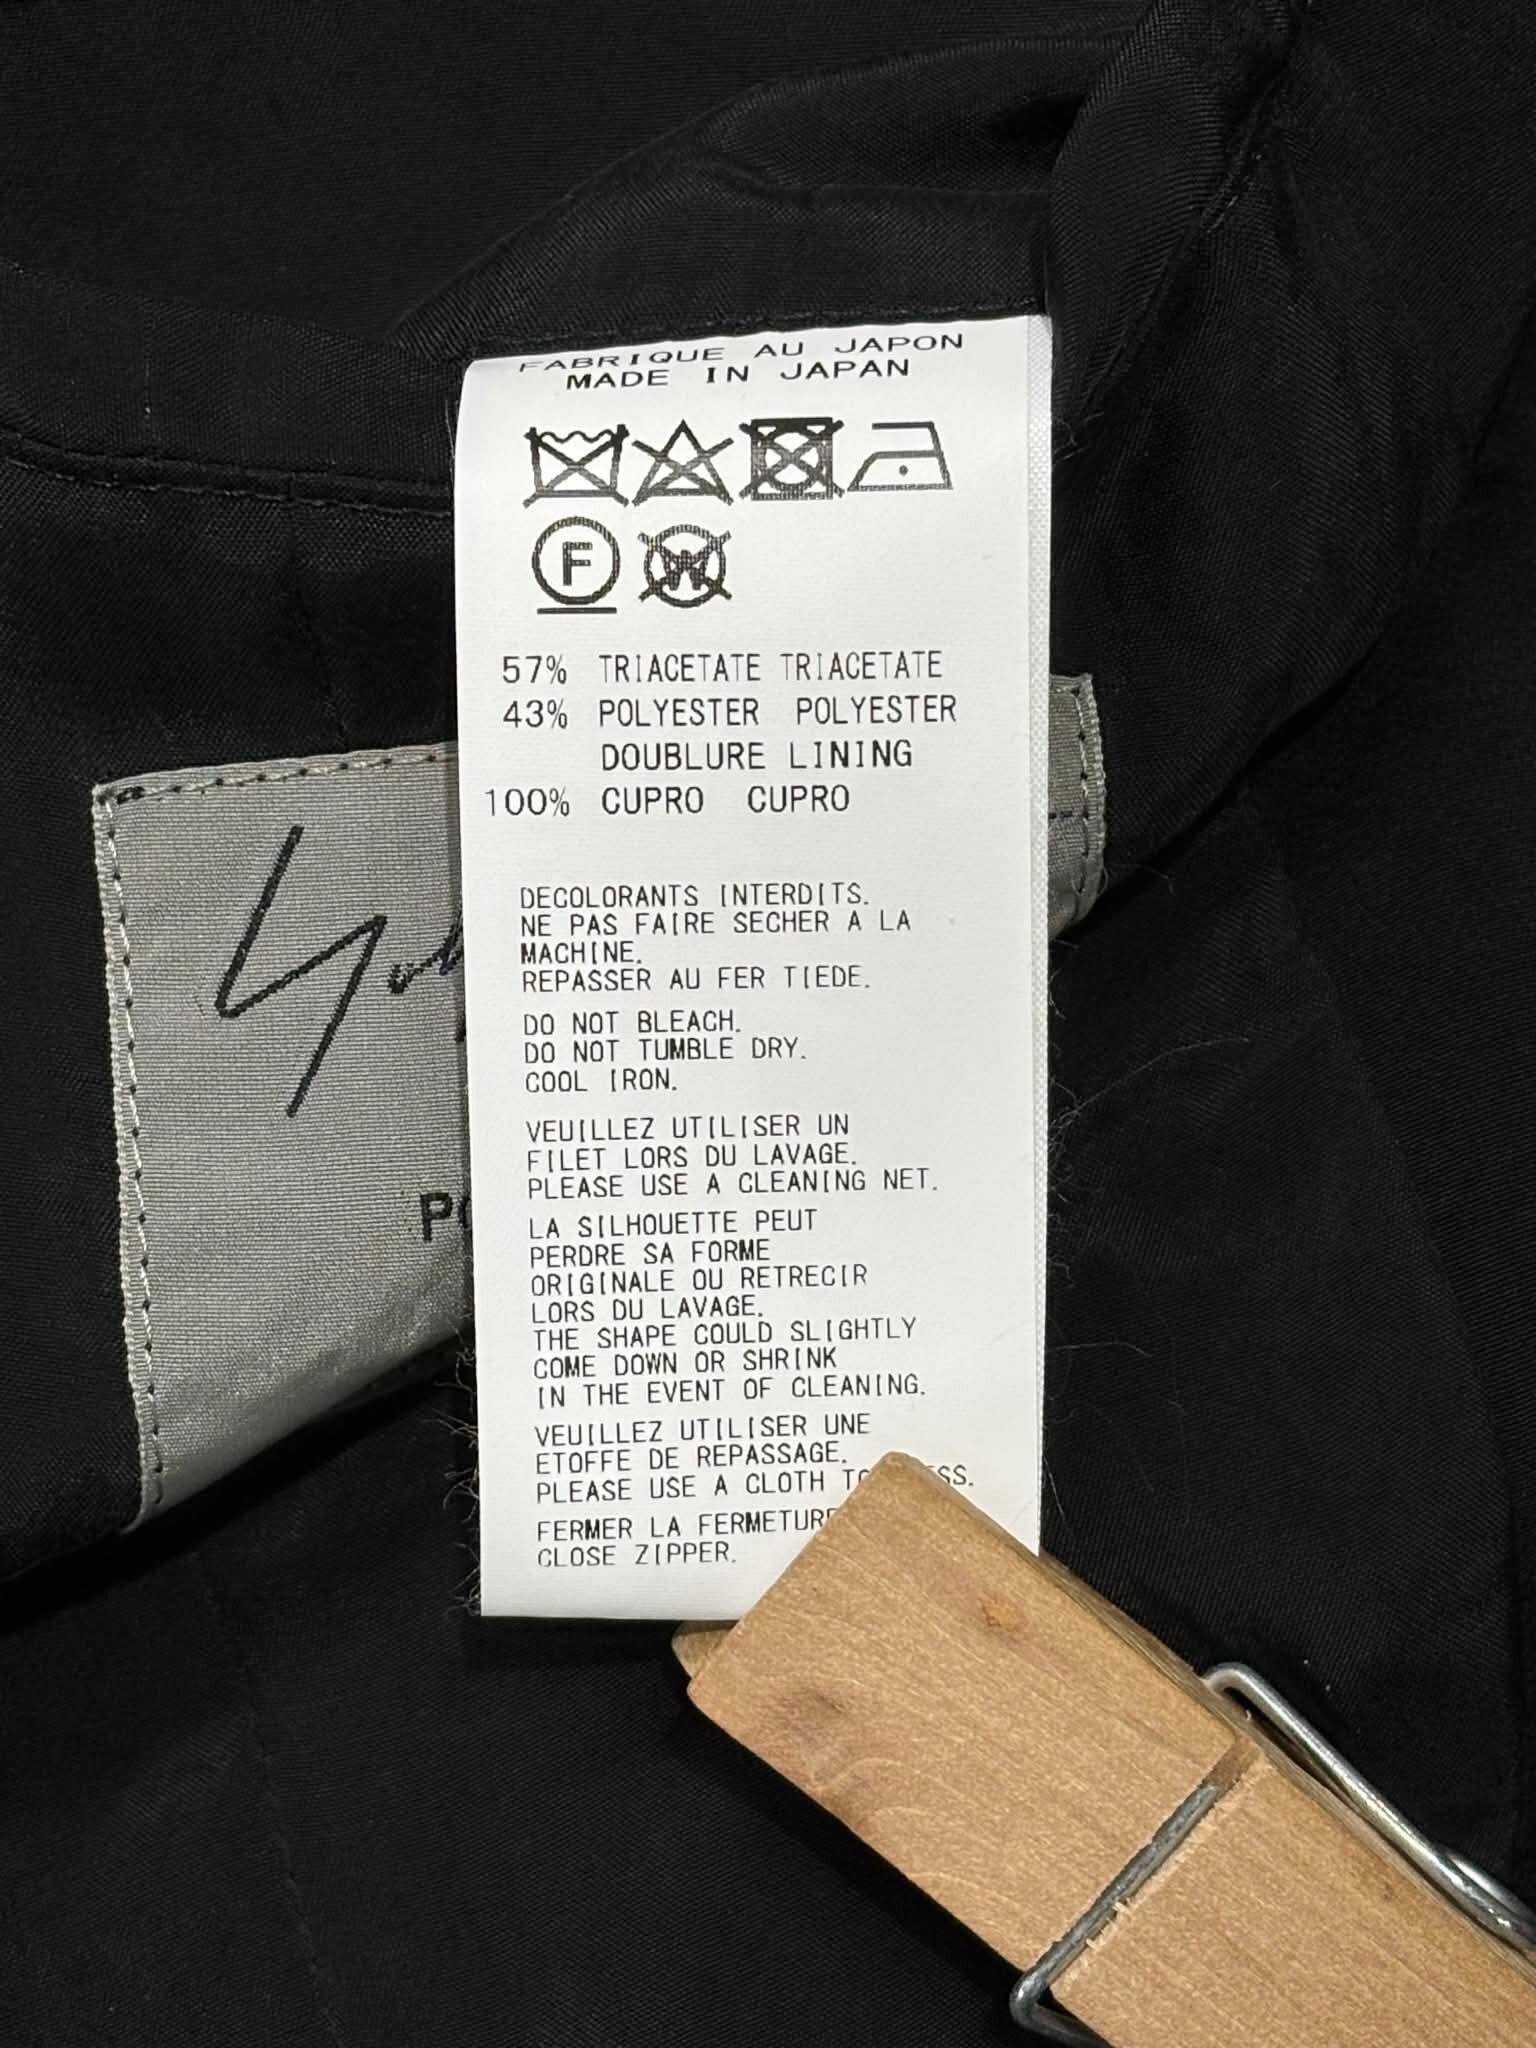 FABRIQUE AU JAPON
MADE IN JAPAN
F
W
57% TRIACETATE TRIACETATE
43% POLYESTER POLYESTER
DOUBLURE LINING
100% CUPRO CUPRO
DECOLORANTS INTERDITS.
NE PAS FAIRE SECHER A LA
MACHINE.
REPASSER AU FER TIEDE.
DO NOT BLEACH.
DO NOT TUMBLE DRY.
COOL IRON.
VEUILLEZ UTILISER UN
FILET LORS DU LAVAGE.
PLEASE USE A CLEANING NET.
LA SILHOUETTE PEUT
PERDRE SA FORME
ORIGINALE OU RETRECIR
LORS DU LAVAGE.
THE SHAPE COULD SLIGHTLY
COME DOWN OR SHRINK
IN THE EVENT OF CLEANING.
VEUILLEZ UTILISER UNE
ETOFFE DE REPASSAGE.
PLEASE USE A CLOTH
FERMER LA
CLOSE ZIPPER.